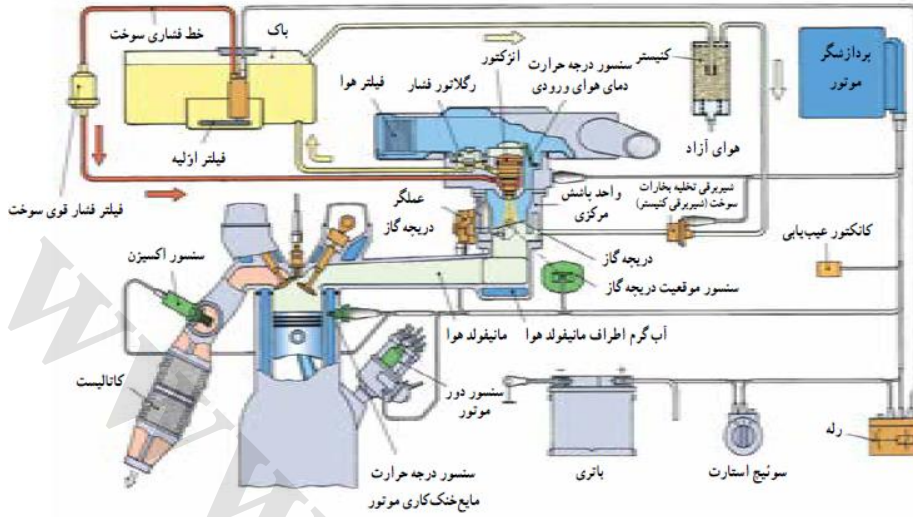 خط فشاری سوخت
باک
فیلتر اولیه
فیلتر فشار قوی سوخت
فیلتر هوا
رگلاتور فشار
انژکتور
سنسور درجه حرارت
دمای هوای ورودی
کنیستر
هوای آزاد
پردازشگر
موتور
عملگر
دریچه گاز
واحد پاشش
مرکزی
شیربرقی تخلیه بخارات
سوخت (شیربرقی کنیستر)
کانکتور عیب‌یابی
دریچه گاز
سنسور موقعیت دریچه گاز
سنسور اکسیژن
مانیفولد هوا
آب گرم اطراف مانیفولد هوا
کاتالیست
سنسور دور
موتور
سنسور درجه حرارت
مایع خنک‌کاری موتور
باتری
سوئیچ استارت
رله
WWW